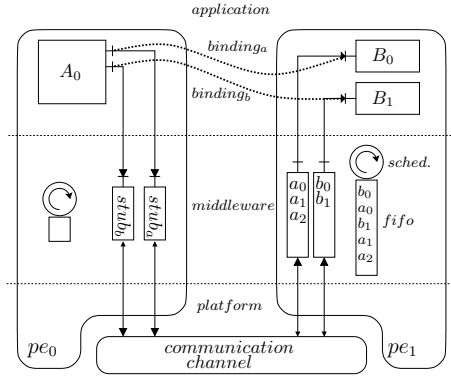 application
binding_a
A_0
B_0
binding_b
B_1
sched.
stub_b
stub_a
middleware
a_0
a_1
a_2
b_0
b_1
b_0
a_0
b_1
a_1
a_2
fifo
platform
pe_0
communication
channel
pe_1